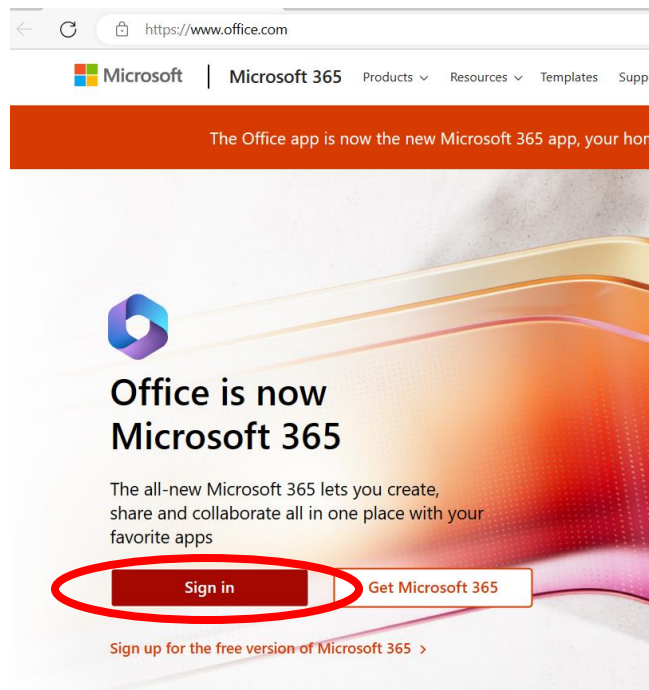 https://www.office.com
Microsoft | Microsoft 365 Products Resources Templates
The Office app is now the new Microsoft 365 app, your
Office is now
Microsoft 365
The all-new Microsoft 365 lets you create,
share and collaborate all in one place with your
favorite apps
Sign in Get Microsoft 365
Sign up for the free version of Microsoft 365 >